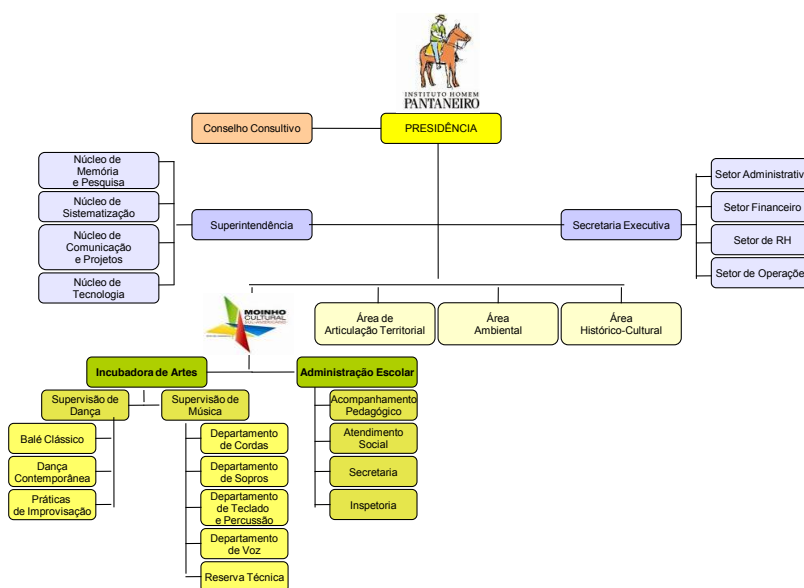 INSTITUTO HOMEM
PANTANEIRO
Conselho Consultivo
PRESIDÊNCIA
Núcleo de
Memória
e Pesquisa
Núcleo de
Sistematização
Núcleo de
Comunicação
e Projetos
Núcleo de
Tecnologia
Superintendência
Secretaria Executiva
Setor Administrativ
Setor Financeiro
Setor de RH
Setor de Operaçõe
MOINHO
CULTURAL
Área de
Articulação Territorial
Área
Ambiental
Área
Histórico-Cultural
Incubadora de Artes
Administração Escolar
Supervisão de
Dança
Supervisão de
Música
Balé Clássico
Dança
Contemporânea
Práticas
de Improvisação
Departamento
de Cordas
Departamento
de Sopros
Departamento
de Teclado
e Percussão
Departamento
de Voz
Reserva Técnica
Acompanhamento
Pedagógico
Atendimento
Social
Secretaria
Inspetoria